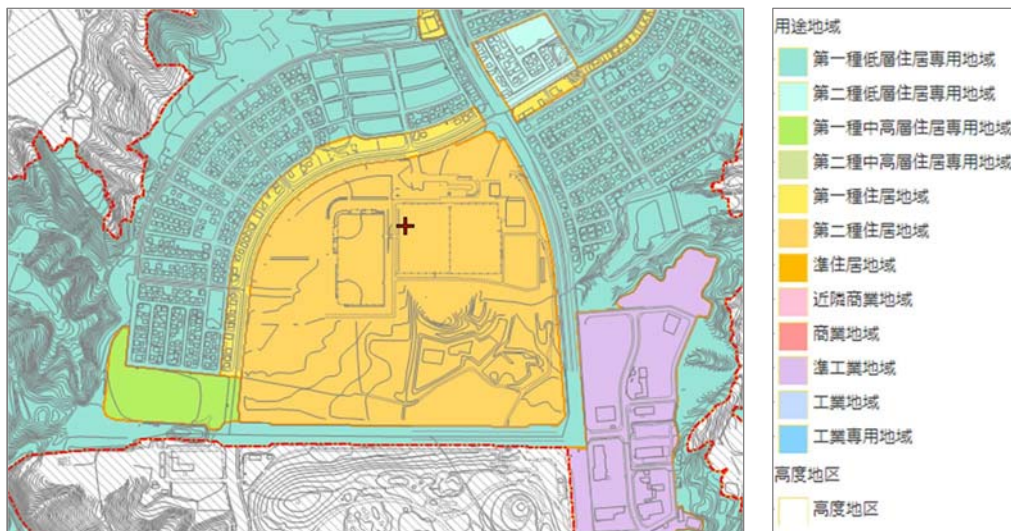 用途地域
第一種低層住居専用地域
第二種低層住居専用地域
第一種中高層住居専用地域
第二種中高層住居専用地域
第一種住居地域
第二種住居地域
準住居地域
近隣商業地域
商業地域
準工業地域
工業地域
工業専用地域
高度地区
高度地区